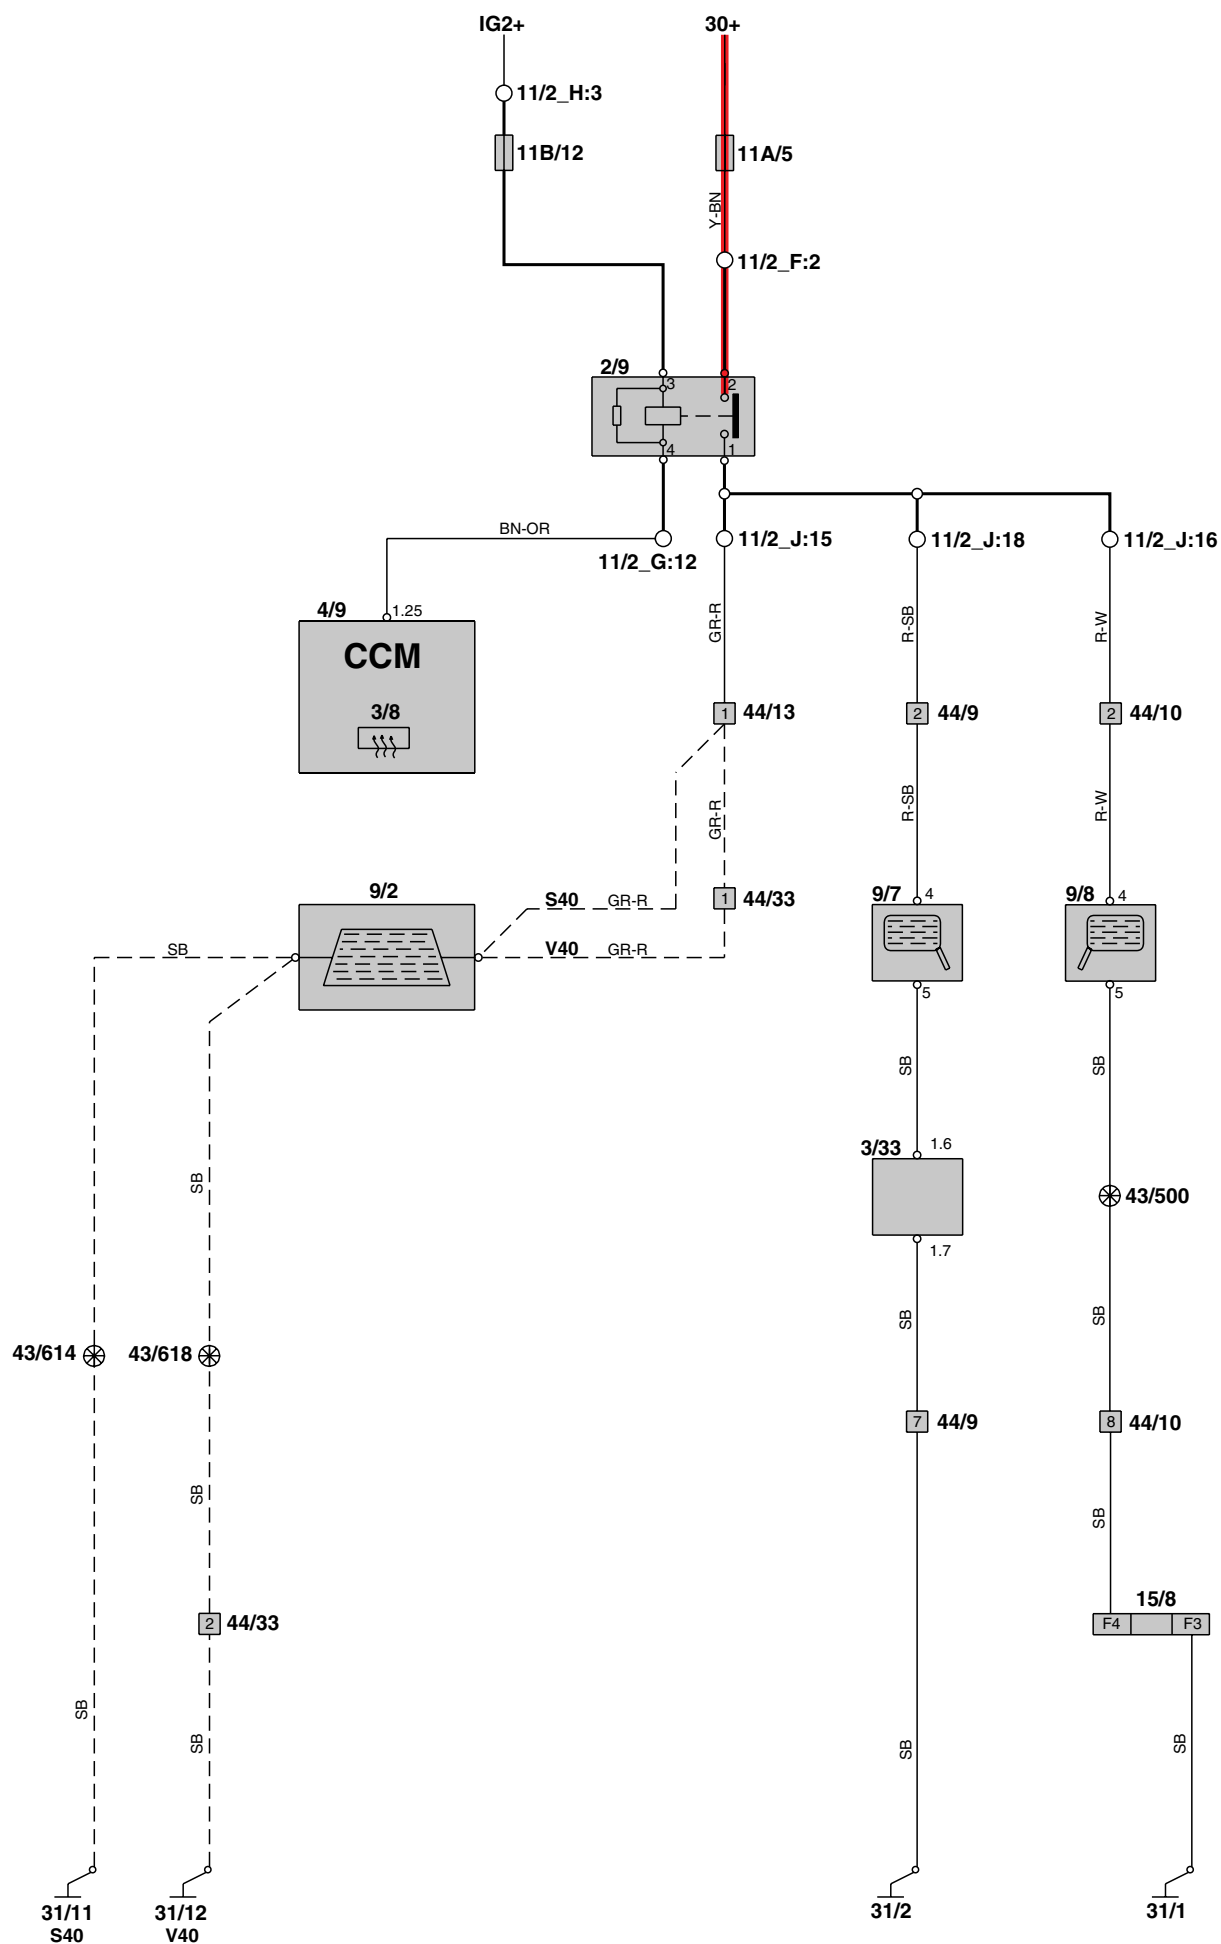 IG2+ 30+
11/2_H:3
11B/12 11A/5
Y-BN
11/2_F:2
2/9
3 2
4 1
BN-OR
11/2_G:12 11/2_J:15 11/2_J:18 11/2_J:16
4/9 1.25
CCM
3/8
GR-R R-SB R-W
1 44/13 2 44/9 2 44/10
GR-R R-SB R-W
9/2 S40 GR-R 1 44/33 9/7 4 9/8 4
SB V40 GR-R
5 5
SB SB
3/33 1.6
SB 43/500
1.7
SB SB
43/614 43/618
7 44/9 8 44/10
SB SB
15/8
2 44/33 F4 F3
SB SB SB SB
31/11 31/12 31/2 31/1
S40 V40